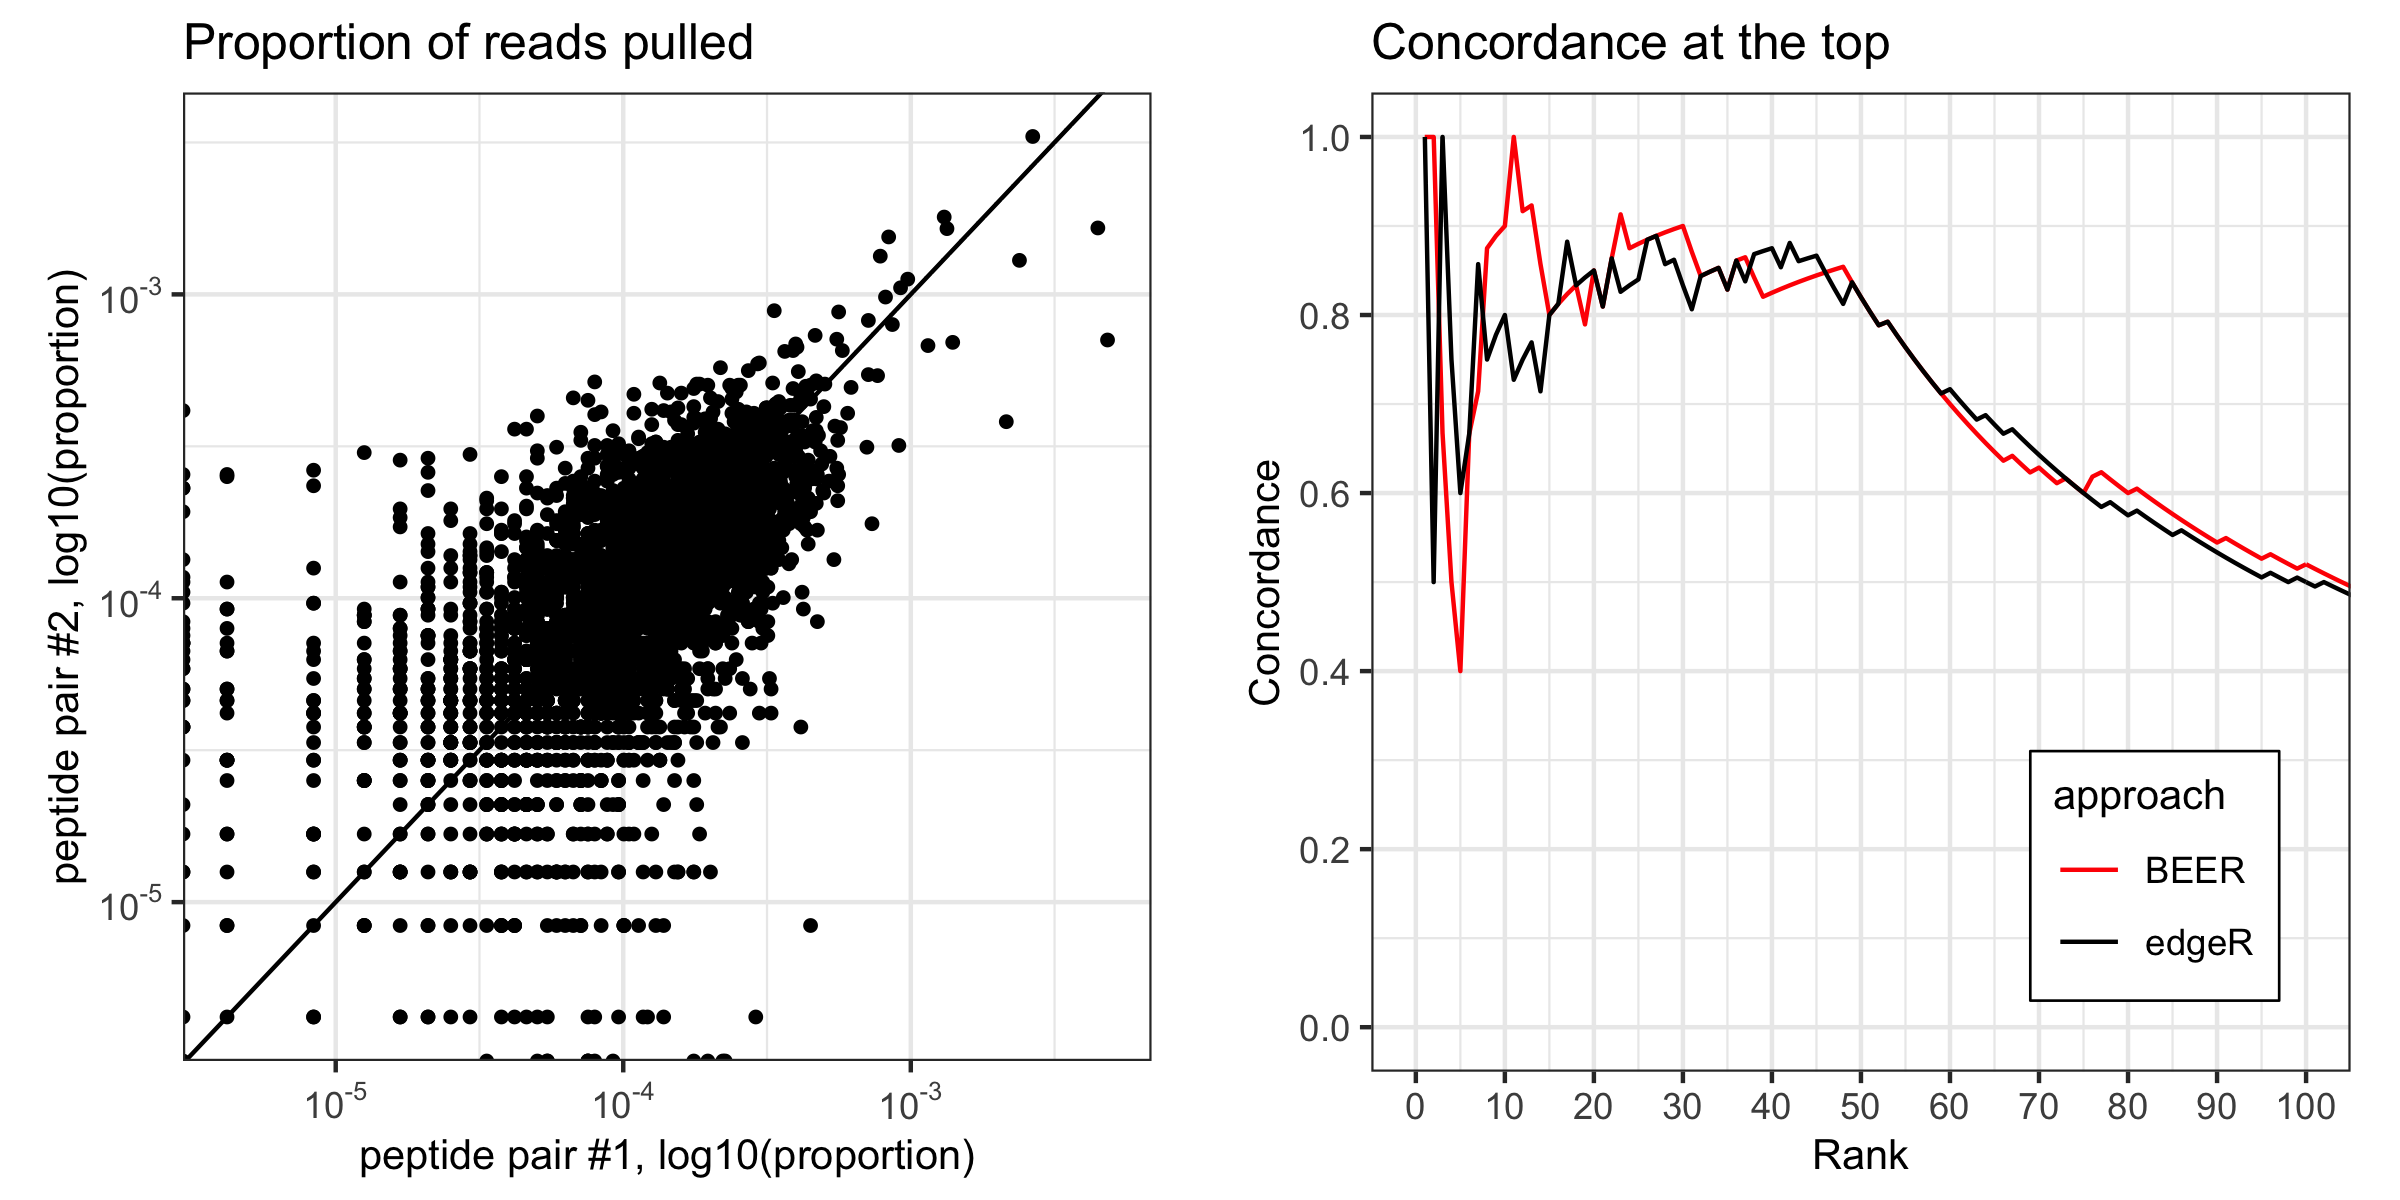 Proportion of reads pulled
peptide pair #2, log10(proportion)
10-3
10-4
10-5
10-5 10-4 10-3
peptide pair #1, log10(proportion)
Concordance at the top
Concordance
1.0
0.8
0.6
0.4
0.2
0.0
approach
BEER
edgeR
0 10 20 30 40 50 60 70 80 90 100
Rank